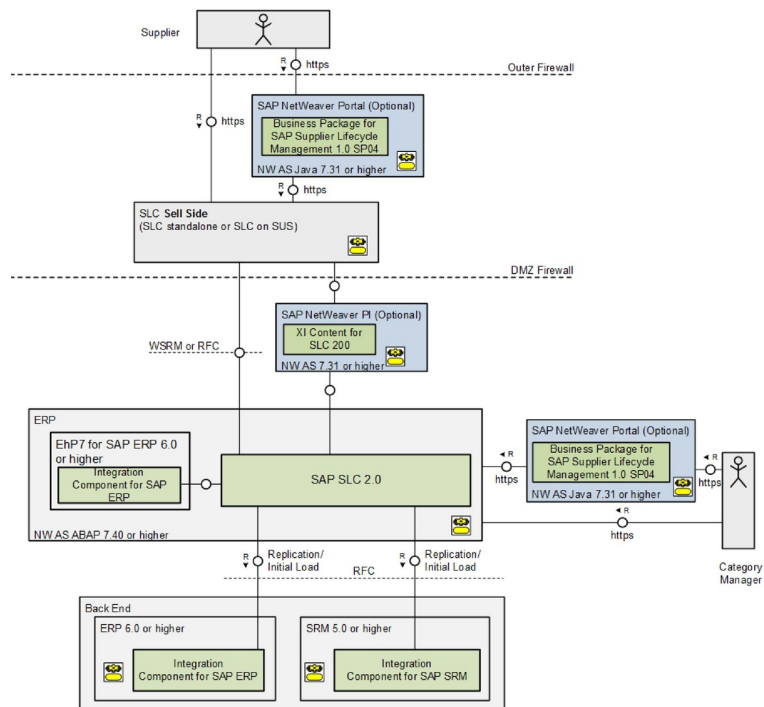 Supplier
R
https
Outer Firewall
R
https
SAP NetWeaver Portal (Optional)
Business Package for
SAP Supplier Lifecycle
Management 1.0 SP04
NW AS Java 7.31 or higher
R
https
SLC Sell Side
(SLC standalone or SLC on SUS)
DMZ Firewall
SAP NetWeaver PI (Optional)
XI Content for
SLC 200
NW AS 7.31 or higher
WSRM or RFC
ERP
EhP7 for SAP ERP 6.0
or higher
Integration
Component for SAP
ERP
SAP SLC 2.0
NW AS ABAP 7.40 or higher
SAP NetWeaver Portal (Optional)
Business Package for
SAP Supplier Lifecycle
Management 1.0 SP04
NW AS Java 7.31 or higher
R
https
R
https
R
https
Category
Manager
R
Replication/
Initial Load
RFC
R
Replication/
Initial Load
Back End
ERP 6.0 or higher
Integration
Component for SAP ERP
SRM 5.0 or higher
Integration
Component for SAP SRM